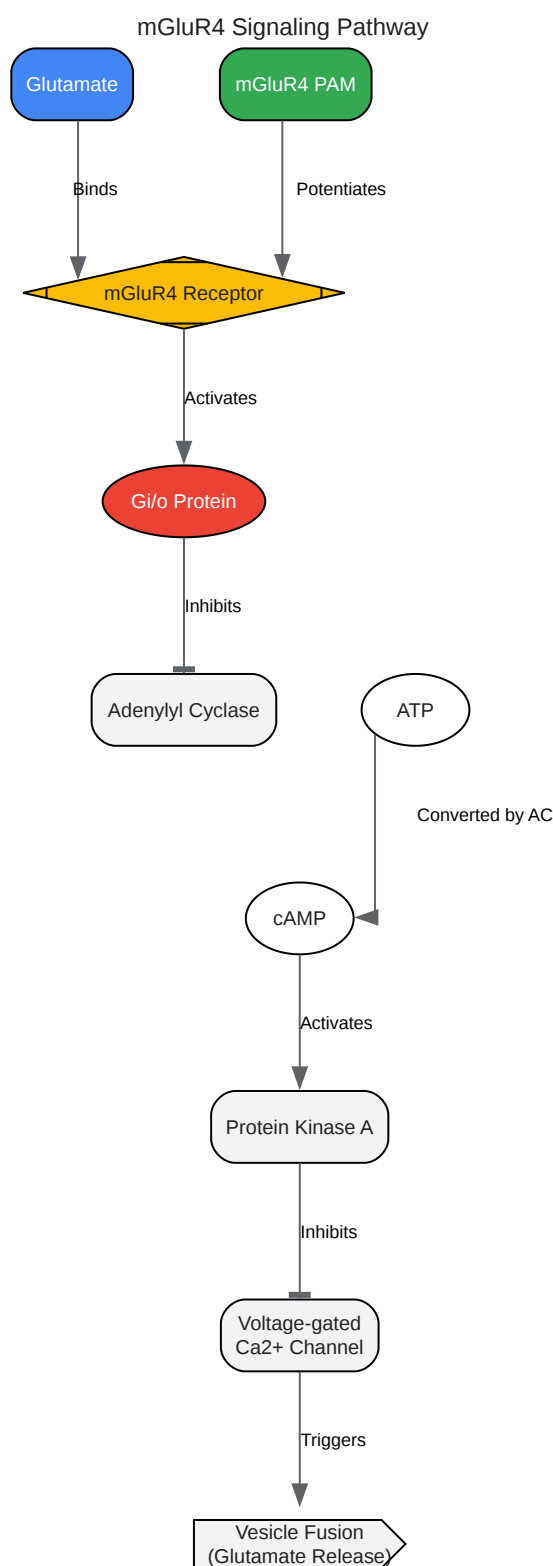 mGluR4 Signaling Pathway
Glutamate
mGluR4 PAM
Binds
Potentiates
mGluR4 Receptor
Activates
Gi/o Protein
Inhibits
Adenylyl Cyclase
ATP
Converted by AC
cAMP
Activates
Protein Kinase A
Inhibits
Voltage-gated
Ca2+ Channel
Triggers
Vesicle Fusion
(Glutamate Release)